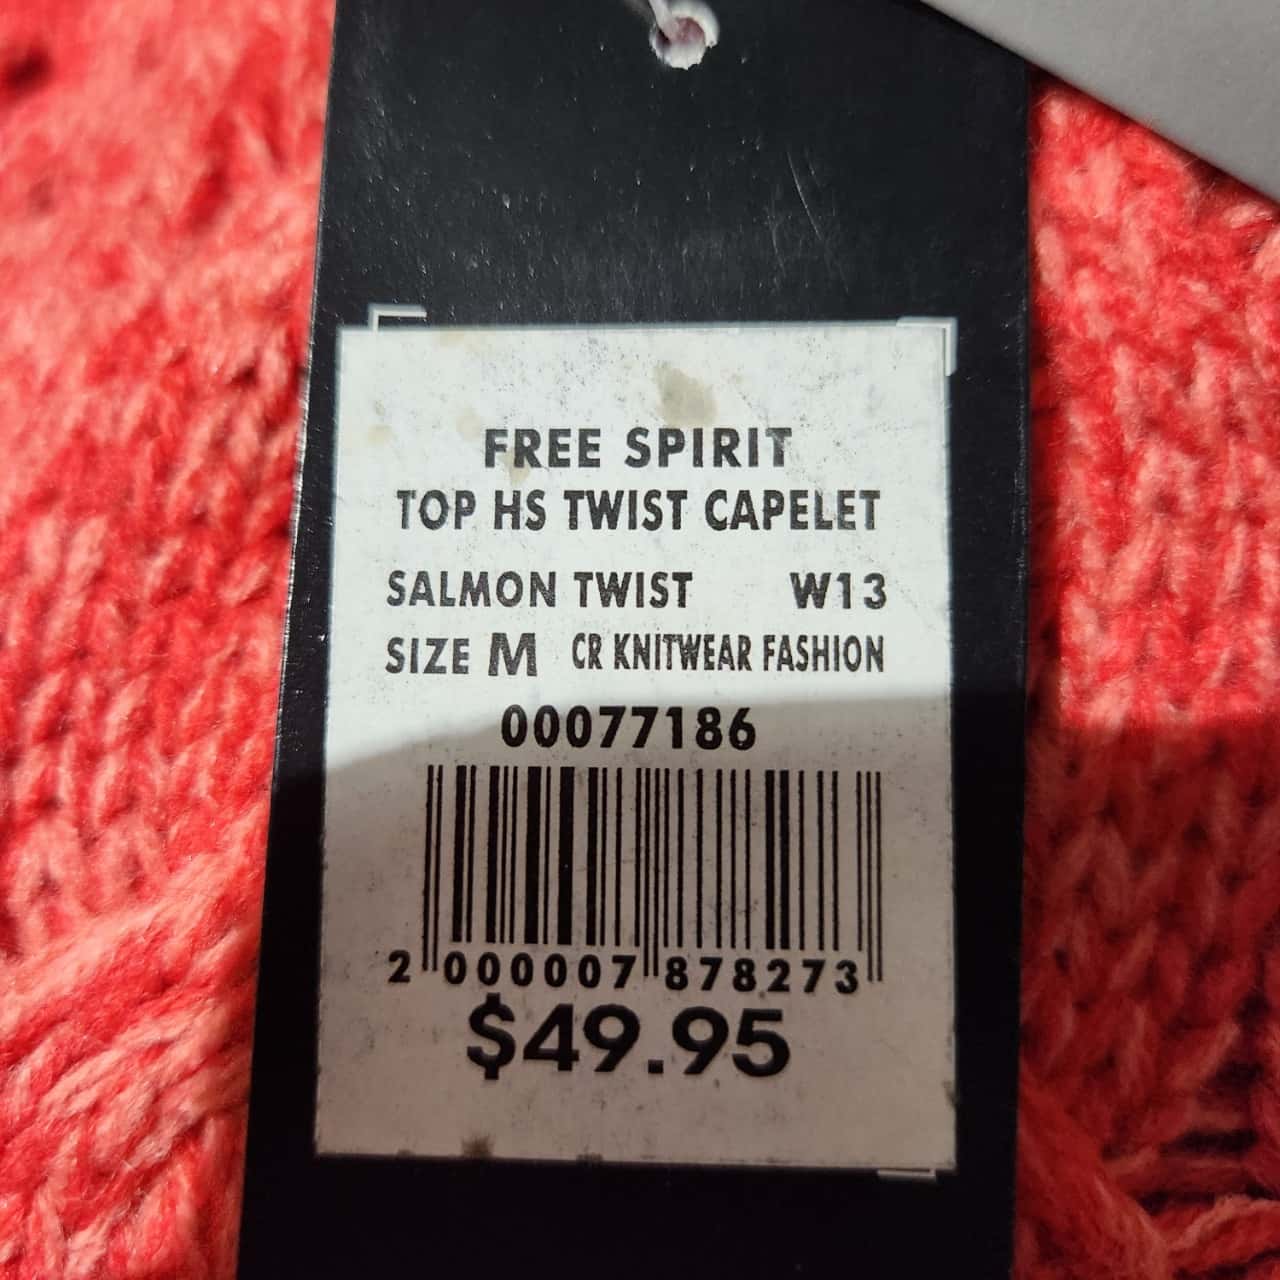 FREE SPIRIT
TOP HS TWIST CAPELET
SALMON TWIST W13
SIZE M CR KNITWEAR FASHION
00077186
2 000007 878273
$49.95